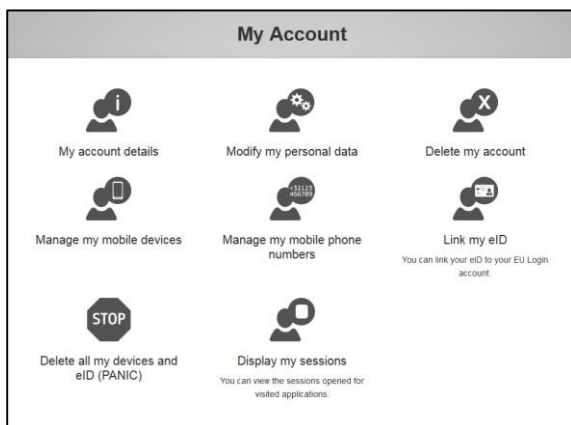 My Account
i
X
My account details
Modify my personal data
Delete my account
+32123
456789
Manage my mobile devices
Manage my mobile phone
numbers
Link my eID
You can link your eID to your EU Login
account.
STOP
Delete all my devices and
eID (PANIC)
Display my sessions
You can view the sessions opened for
visited applications.